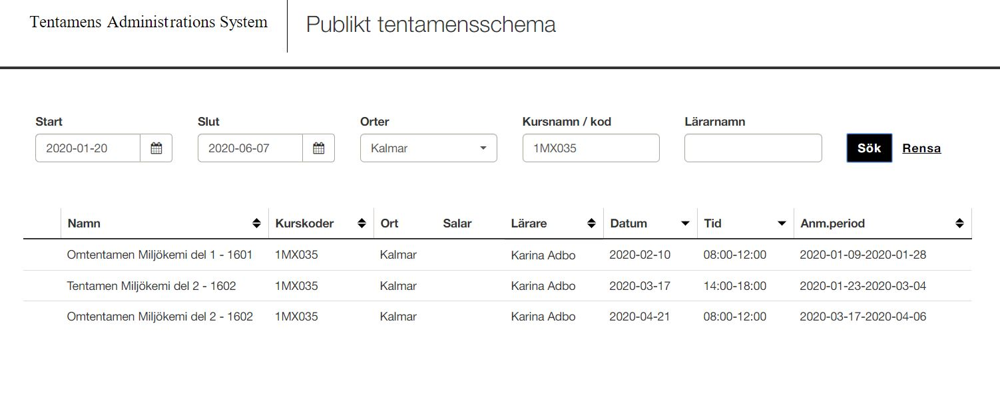 Tentamens Administrations System
Publikt tentamensschema
Start Slut Orter Kursnamn / kod Lärarnamn
2020-01-20 2020-06-07 Kalmar 1MX035 Sök Rensa
Namn Kurskoder Ort Salar Lärare Datum Tid Anm.period
Omtentamen Miljökemi del 1 - 1601 1MX035 Kalmar Karina Adbo 2020-02-10 08:00-12:00 2020-01-09-2020-01-28
Tentamen Miljökemi del 2 - 1602 1MX035 Kalmar Karina Adbo 2020-03-17 14:00-18:00 2020-01-23-2020-03-04
Omtentamen Miljökemi del 2 - 1602 1MX035 Kalmar Karina Adbo 2020-04-21 08:00-12:00 2020-03-17-2020-04-06